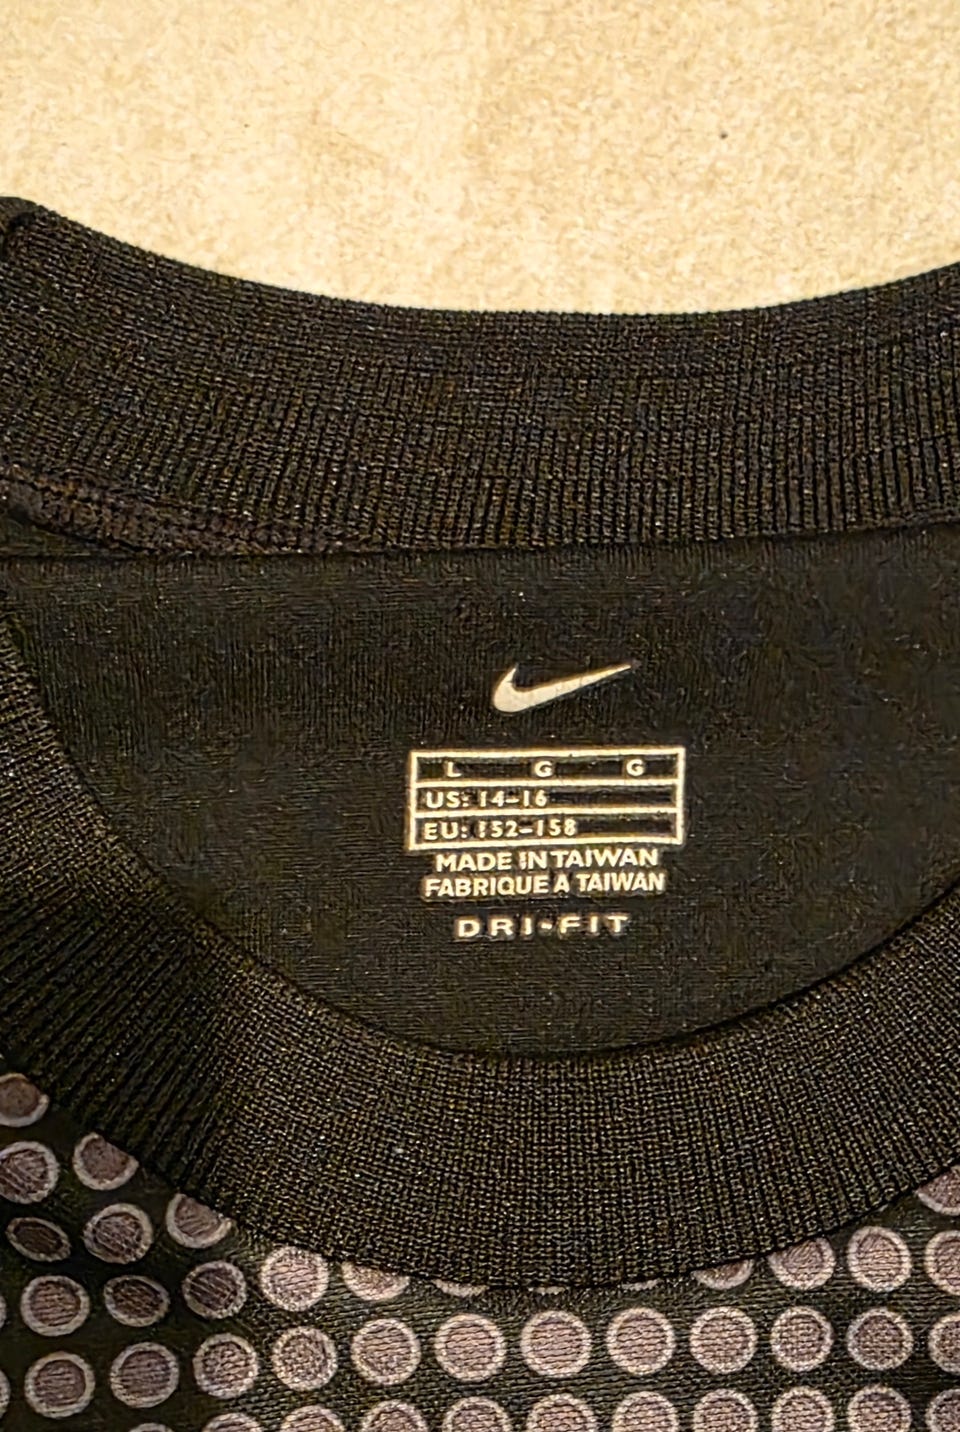 L G G
US: 14-16
EU: 152-158
MADE IN TAIWAN
FABRIQUE A TAIWAN
DRI-FIT